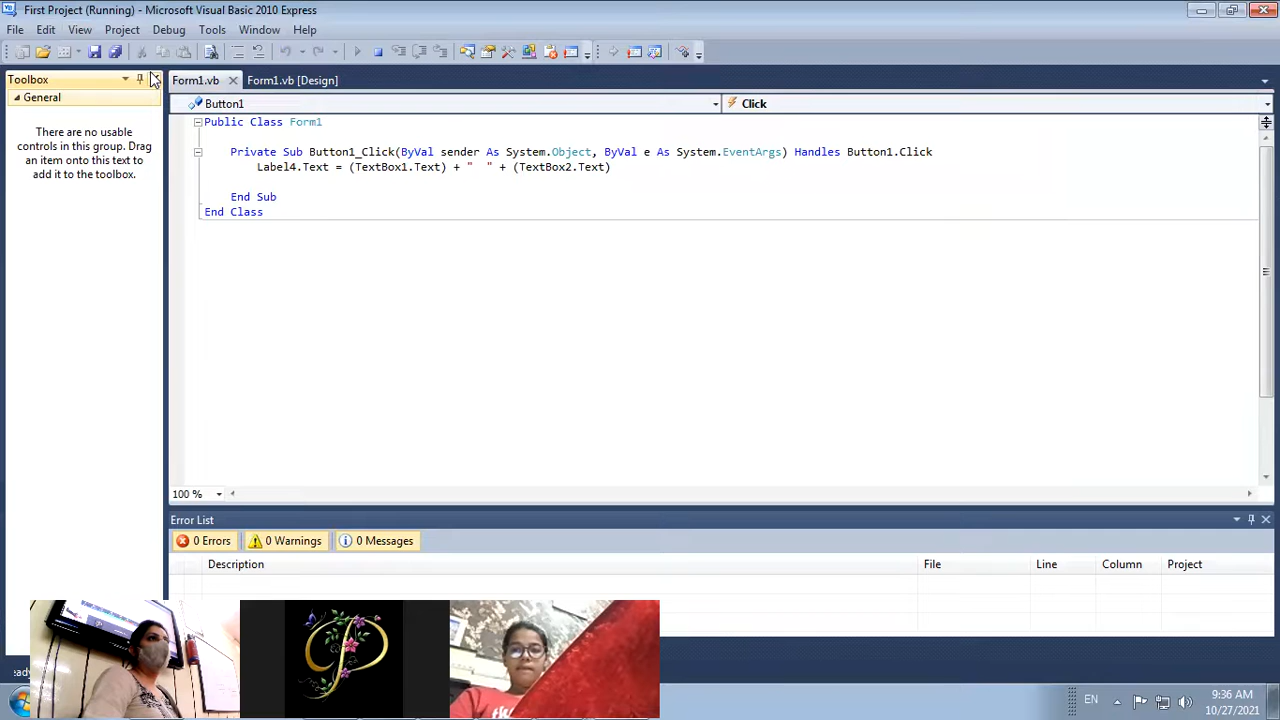 First Project (Running) - Microsoft Visual Basic 2010 Express
File Edit View Project Debug Tools Window Help
Toolbox
Form1.vb Form1.vb [Design]
General
Button1 Click
There are no usable
controls in this group. Drag
an item onto this text to
add it to the toolbox.
Public Class Form1
Private Sub Button1_Click(ByVal sender As System.Object, ByVal e As System.EventArgs) Handles Button1.Click
Label4.Text = (TextBox1.Text) + "  " + (TextBox2.Text)
End Sub
End Class
100 %
Error List
0 Errors 0 Warnings 0 Messages
Description File Line Column Project
EN
9:36 AM
10/27/2021